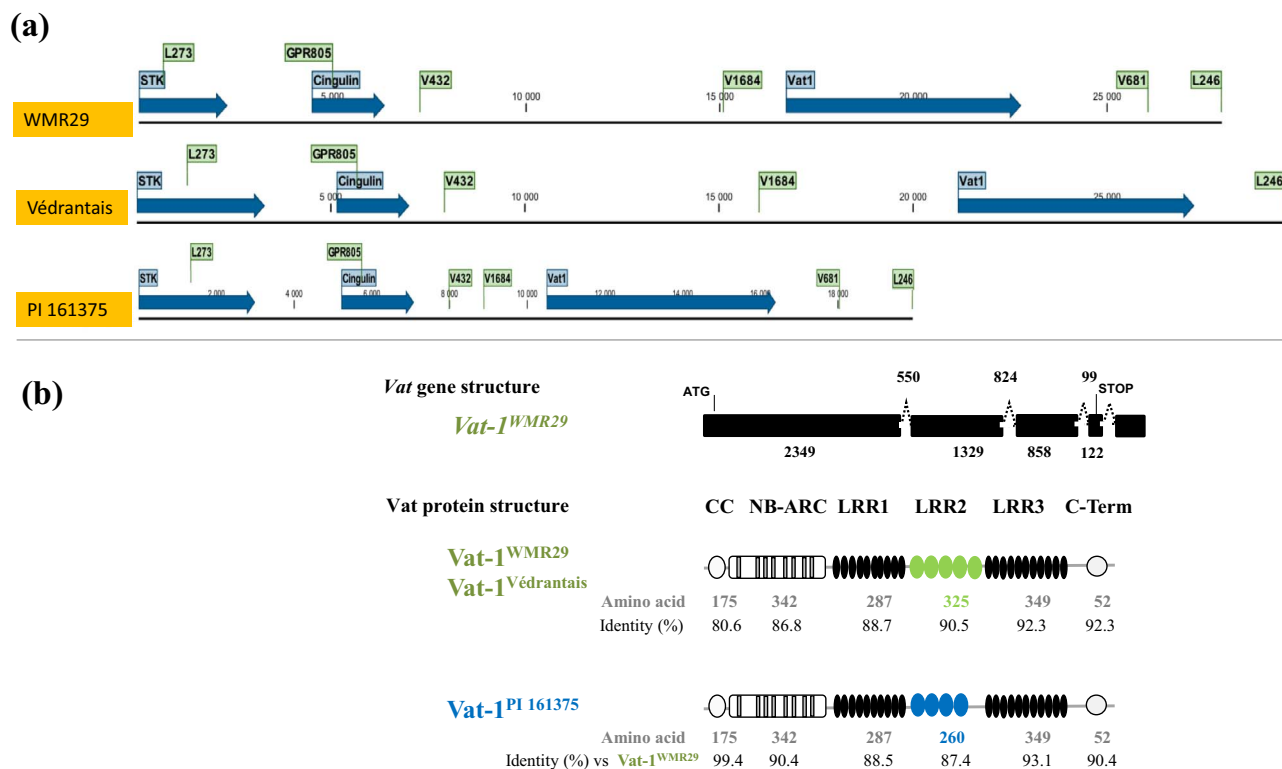 (a)
L273 GPR805
STK Cingulin V432 V1684 Vat1 V681 L246
5 000 10 000 15 000 20 000 25 000
WMR29
L273 GPR805
STK Cingulin V432 V1684 Vat1 L246
5 000 10 000 15 000 20 000 25 000
Védrantais
L273 GPR805
STK Cingulin V432 V1684 Vat1 V681 L246
2,000 4,000 6,000 8,000 10,000 12,000 14,000 16,000 18,000
PI 161375
(b)
Vat gene structure
ATG 550 824 99 STOP
Vat-1WMR29
2349 1329 858 122
Vat protein structure CC NB-ARC LRR1 LRR2 LRR3 C-Term
Vat-1WMR29
Vat-1Védrantais
Amino acid 175 342 287 325 349 52
Identity (%) 80.6 86.8 88.7 90.5 92.3 92.3
Vat-1PI 161375
Amino acid 175 342 287 260 349 52
Identity (%) vs Vat-1WMR29 99.4 90.4 88.5 87.4 93.1 90.4